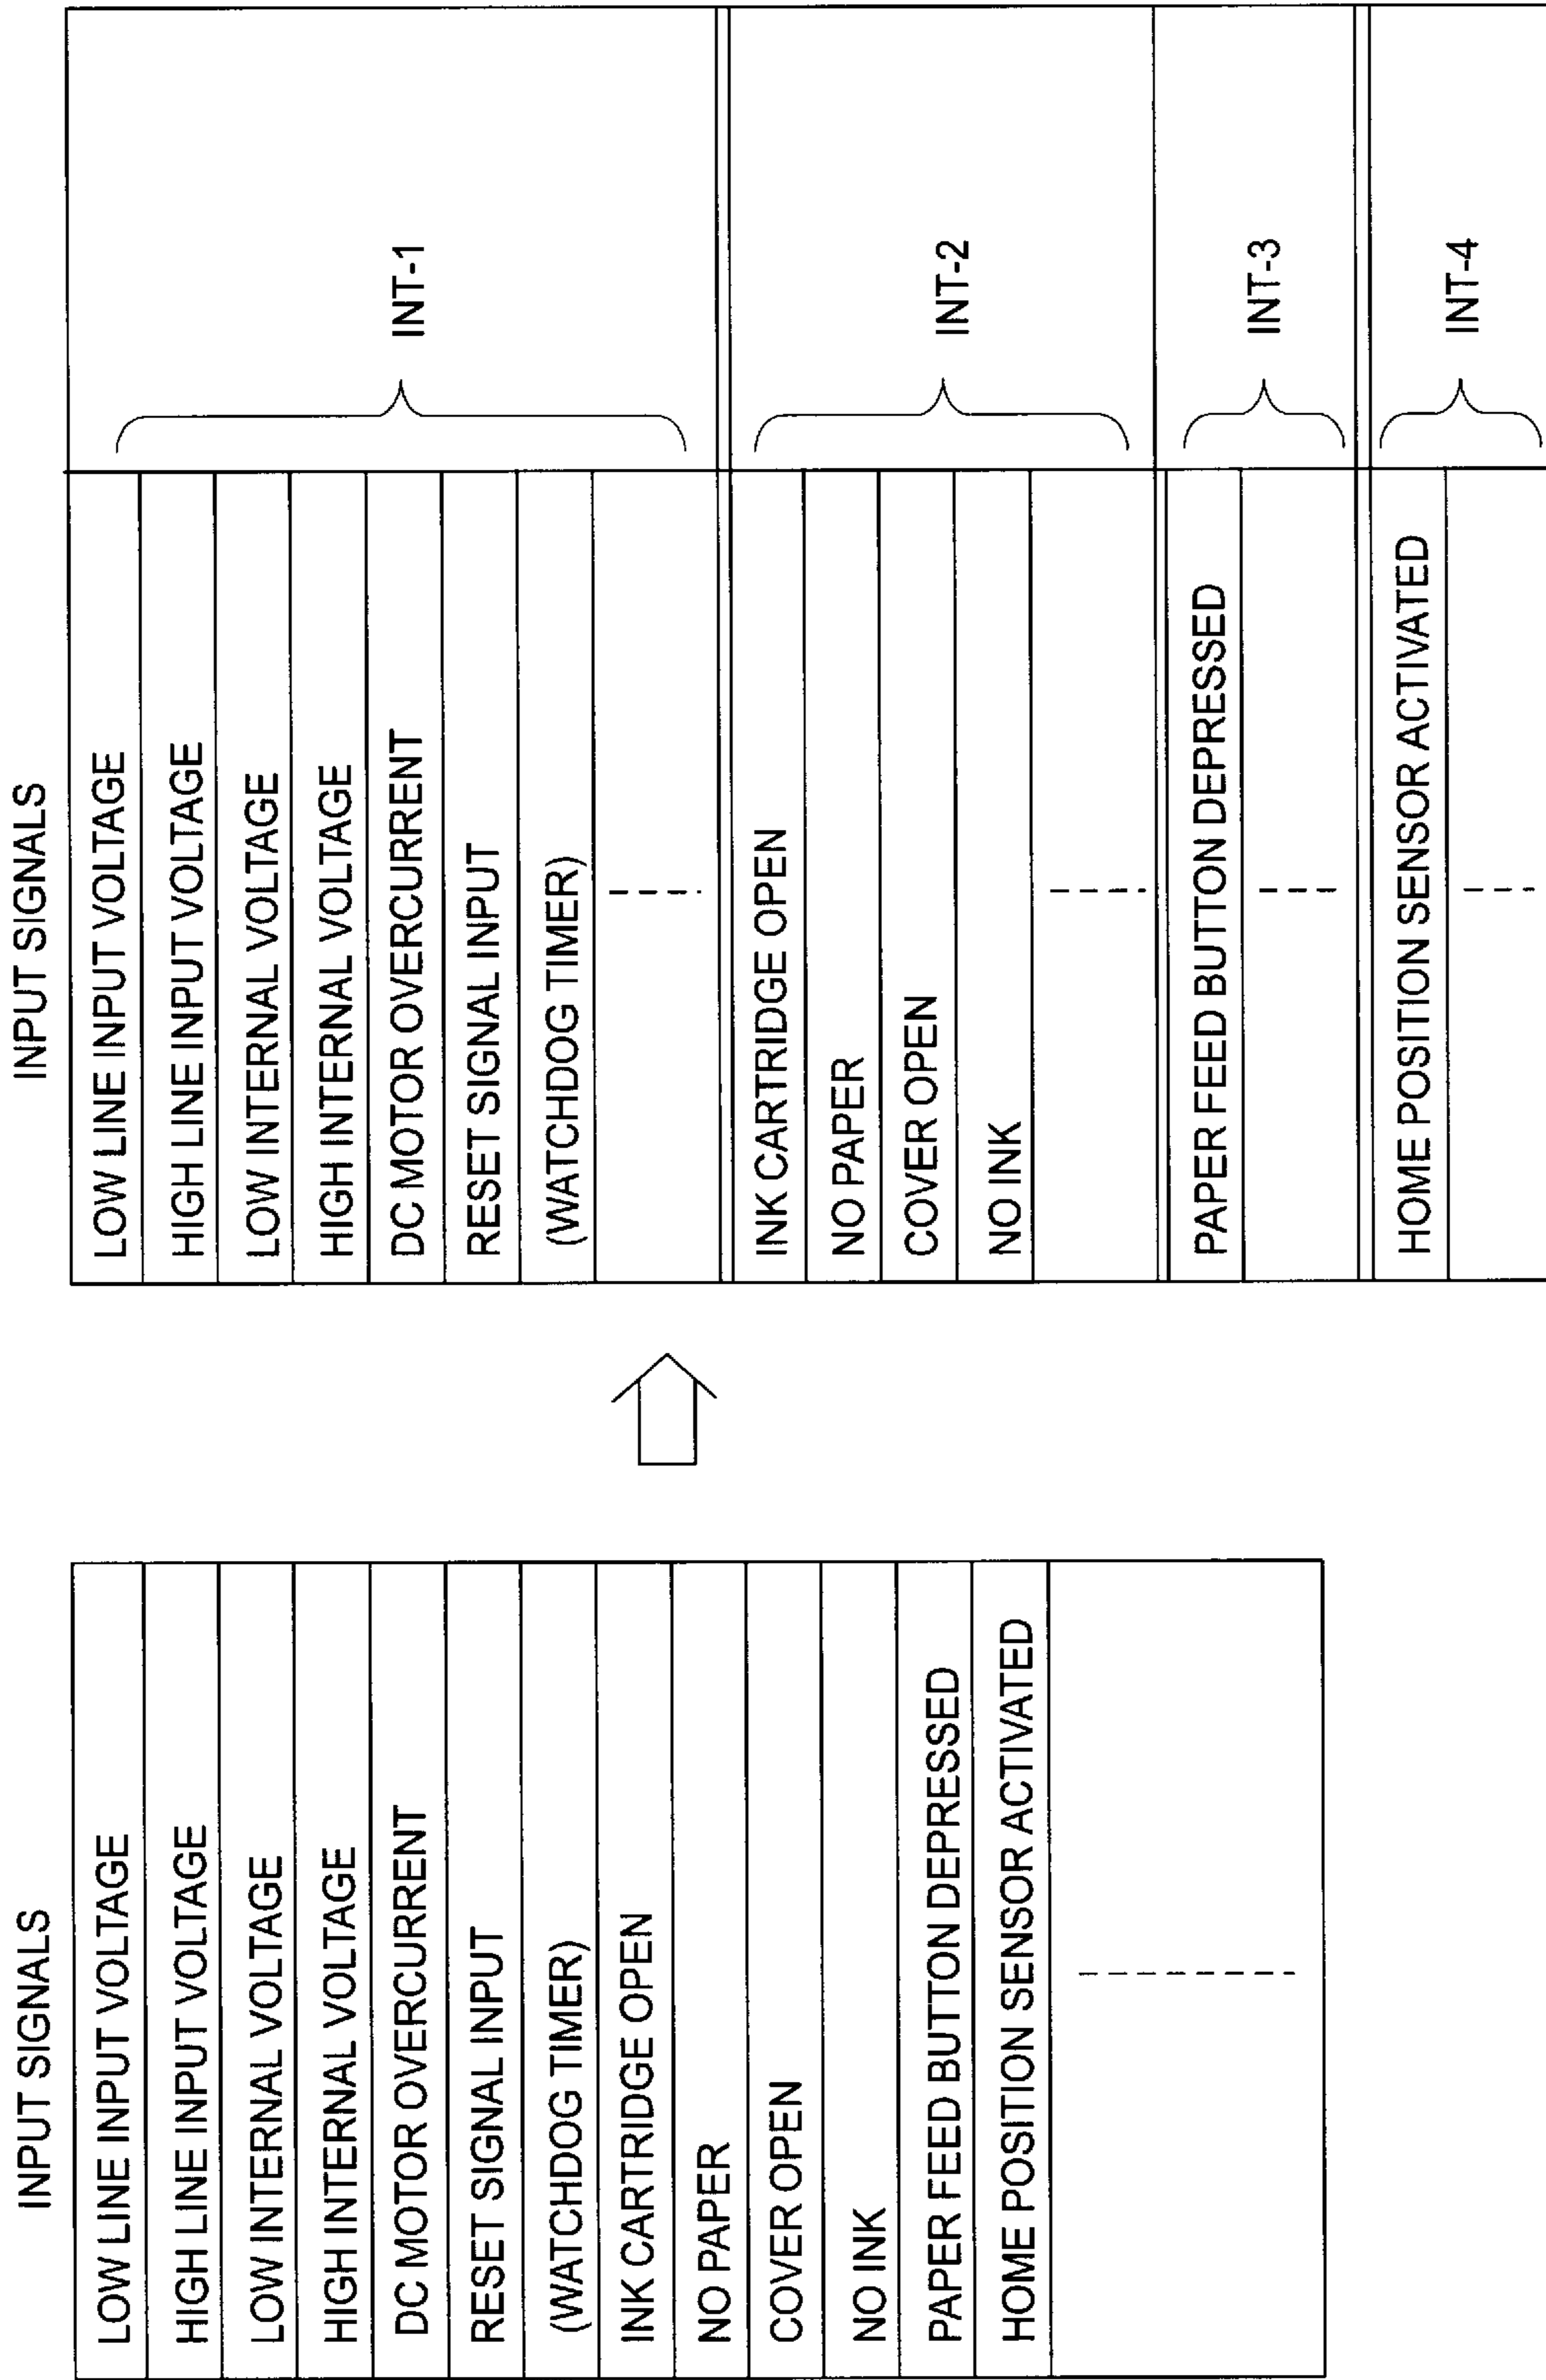 INPUT SIGNALS
LOW LINE INPUT VOLTAGE
HIGH LINE INPUT VOLTAGE
LOW INTERNAL VOLTAGE
HIGH INTERNAL VOLTAGE
DC MOTOR OVERCURRENT
RESET SIGNAL INPUT
(WATCHDOG TIMER)
INK CARTRIDGE OPEN
NO PAPER
COVER OPEN
NO INK
PAPER FEED BUTTON DEPRESSED
HOME POSITION SENSOR ACTIVATED
INPUT SIGNALS
LOW LINE INPUT VOLTAGE
HIGH LINE INPUT VOLTAGE
LOW INTERNAL VOLTAGE
HIGH INTERNAL VOLTAGE
DC MOTOR OVERCURRENT
RESET SIGNAL INPUT
(WATCHDOG TIMER)
INT-1
INK CARTRIDGE OPEN
NO PAPER
COVER OPEN
NO INK
INT-2
PAPER FEED BUTTON DEPRESSED
INT-3
HOME POSITION SENSOR ACTIVATED
INT-4